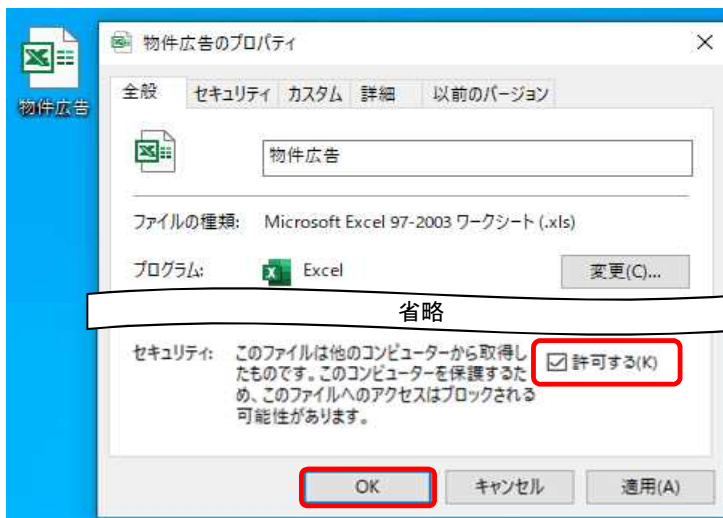 物件広告
物件広告のプロパティ
全般 セキュリティ カスタム 詳細 以前のバージョン
物件広告
ファイルの種類: Microsoft Excel 97-2003 ワークシート (.xls)
プログラム: Excel 変更(C)...
省略
セキュリティ: このファイルは他のコンピューターから取得し
たものです。このコンピューターを保護するた
め、このファイルへのアクセスはブロックされる
可能性があります。
許可する(K)
OK キャンセル 適用(A)